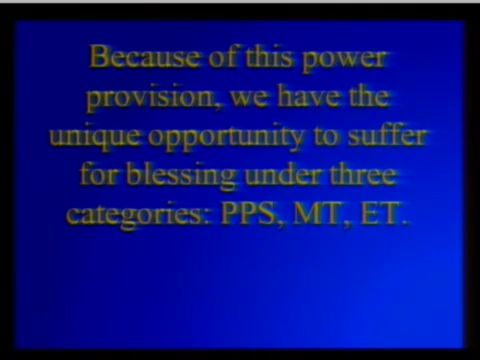 Because of this power
provision, we have the
unique opportunity to suffer
for blessing under three
categories: PPS, MT, ET.